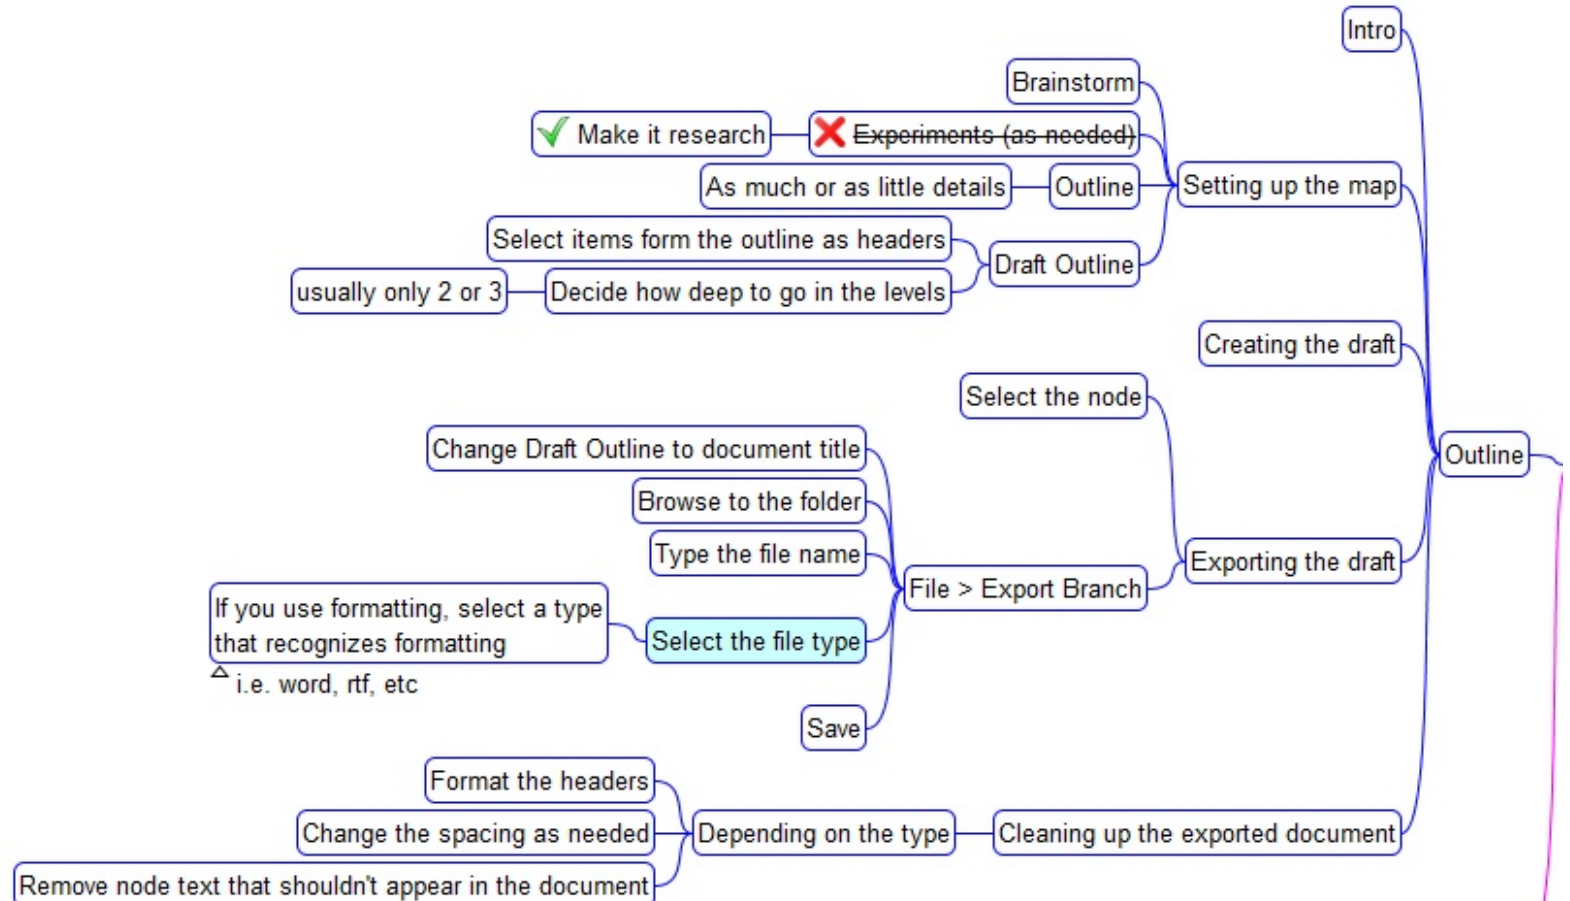 Intro
Brainstorm
Make it research
Experiments (as needed)
As much or as little details
Outline
Setting up the map
Select items form the outline as headers
Draft Outline
usually only 2 or 3
Decide how deep to go in the levels
Creating the draft
Select the node
Change Draft Outline to document title
Outline
Browse to the folder
Type the file name
Exporting the draft
File > Export Branch
If you use formatting, select a type
that recognizes formatting
Select the file type
i.e. word, rtf, etc
Save
Format the headers
Change the spacing as needed
Depending on the type
Cleaning up the exported document
Remove node text that shouldn't appear in the document